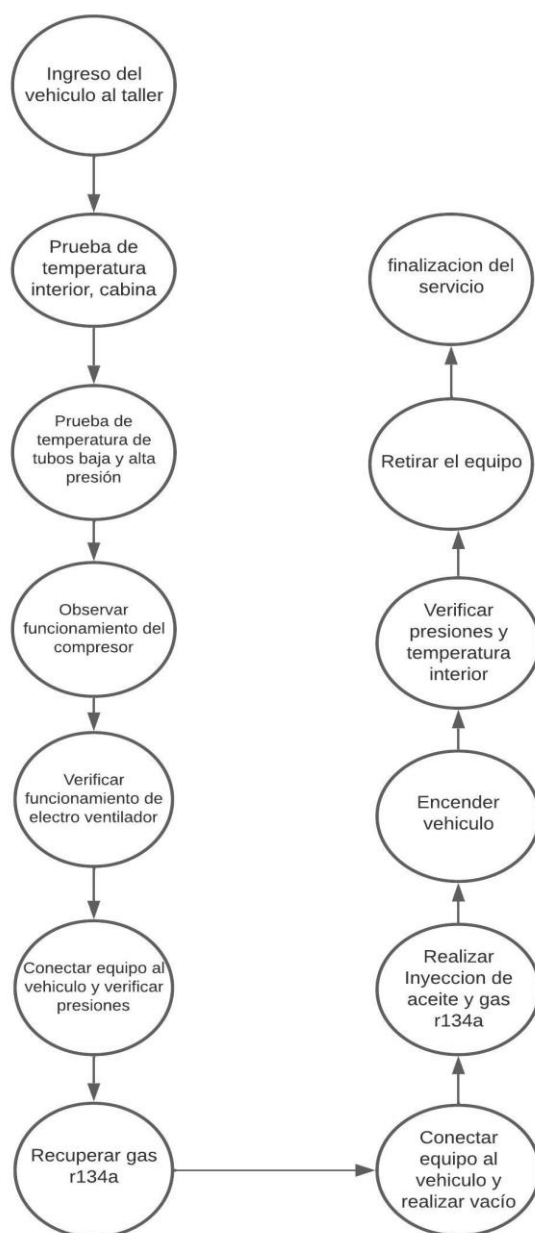 Ingreso del
vehiculo al taller
Prueba de
temperatura
interior, cabina
Prueba de
temperatura de
tubos baja y alta
presión
Observar
funcionamiento del
compresor
Verificar
funcionamiento de
electro ventilador
Conectar equipo al
vehiculo y verificar
presiones
Recuperar gas
r134a
Conectar
equipo al
vehiculo y
realizar vacío
Realizar
Inyeccion de
aceite y gas
r134a
Encender
vehiculo
Verificar
presiones y
temperatura
interior
Retirar el equipo
finalizacion del
servicio